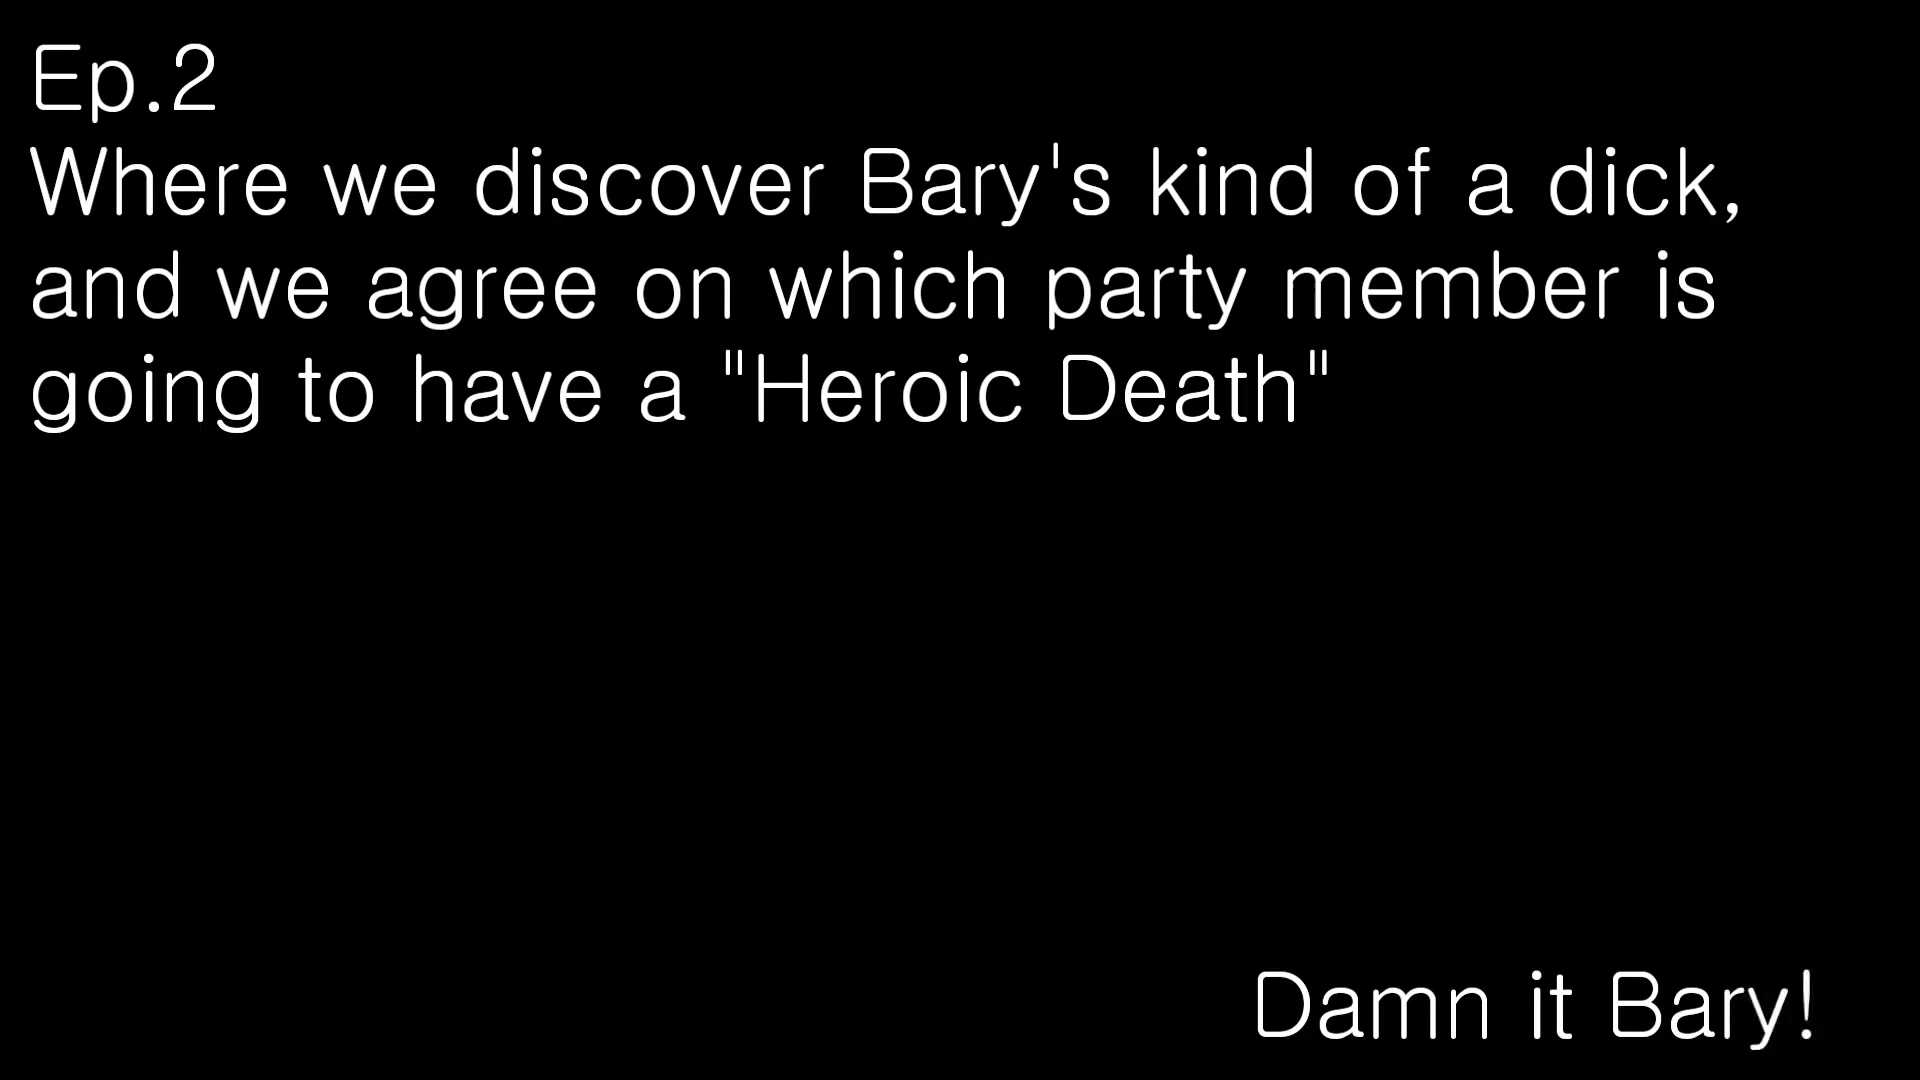 Ep.2
Where we discover Bary's kind of a dick,
and we agree on which party member is
going to have a "Heroic Death"
Damn it Bary!